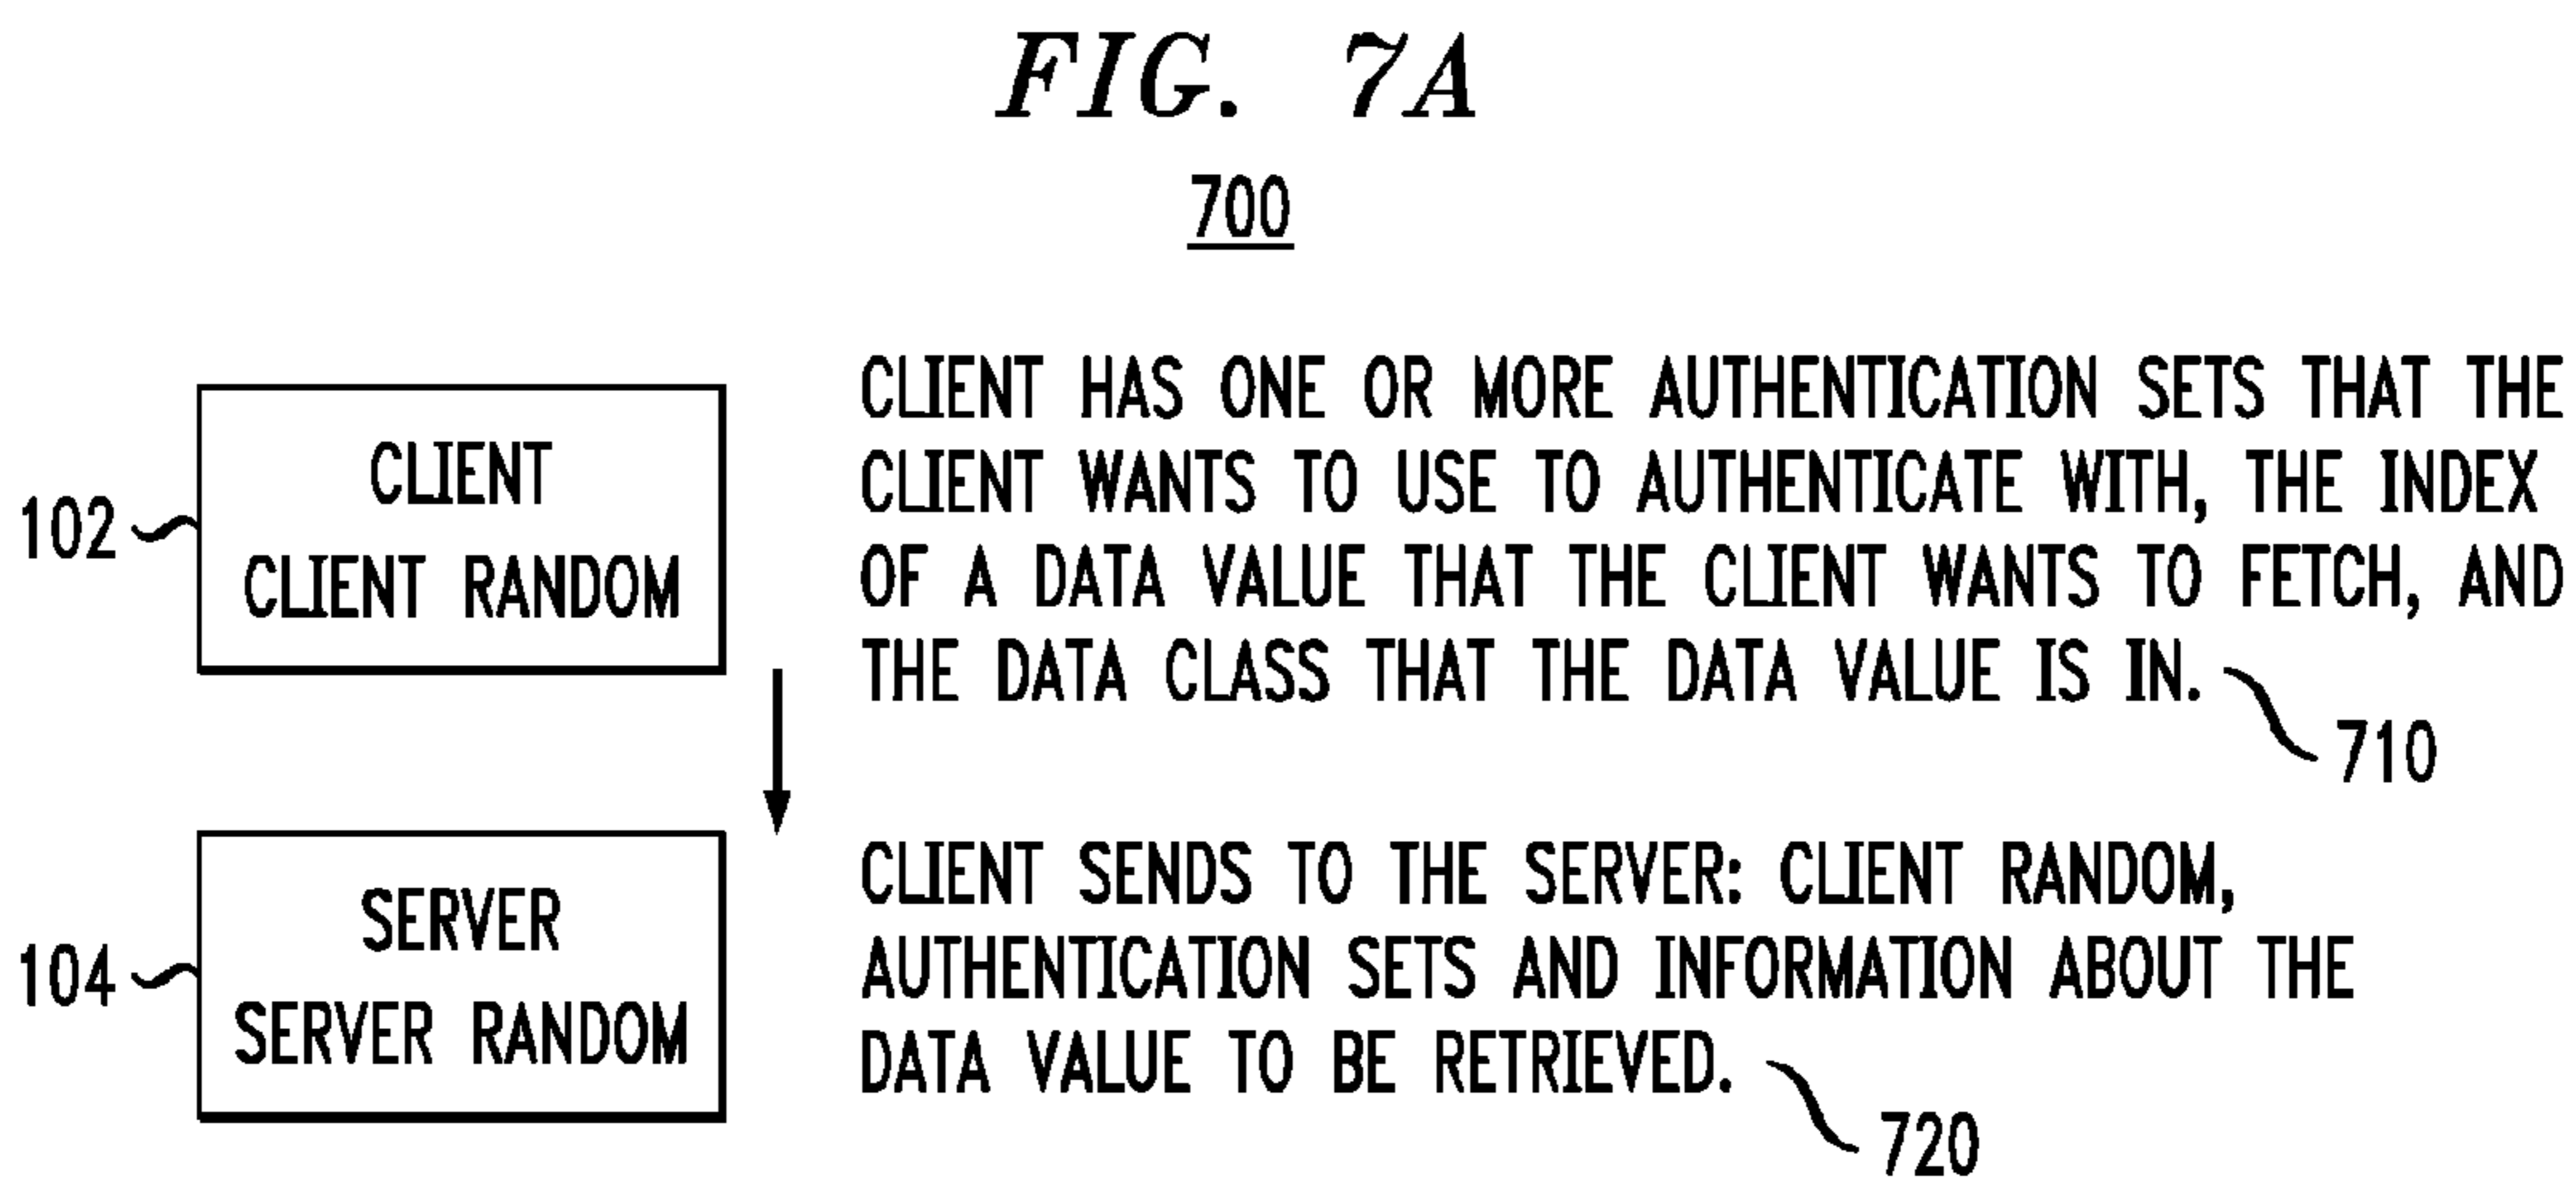 FIG. 7A
700
CLIENT
CLIENT RANDOM
102
CLIENT HAS ONE OR MORE AUTHENTICATION SETS THAT THE
CLIENT WANTS TO USE TO AUTHENTICATE WITH, THE INDEX
OF A DATA VALUE THAT THE CLIENT WANTS TO FETCH, AND
THE DATA CLASS THAT THE DATA VALUE IS IN.
710
SERVER
SERVER RANDOM
104
CLIENT SENDS TO THE SERVER: CLIENT RANDOM,
AUTHENTICATION SETS AND INFORMATION ABOUT THE
DATA VALUE TO BE RETRIEVED.
720